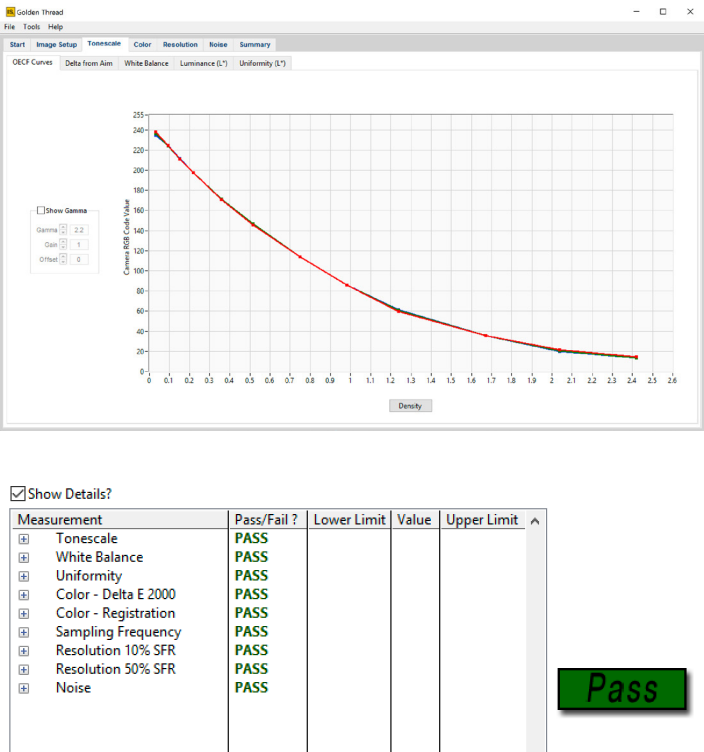 Golden Thread
File Tools Help
Start Image Setup Tonescale Color Resolution Noise Summary
OECF Curves Delta from Aim White Balance Luminance (L*) Uniformity (L*)
255
240
220
200
180
160
140
120
100
80
60
40
20
0
Camera RGB Code Value
Show Gamma
Gamma 2.2
Gain 1
Offset 0
0 0.1 0.2 0.3 0.4 0.5 0.6 0.7 0.8 0.9 1 1.1 1.2 1.3 1.4 1.5 1.6 1.7 1.8 1.9 2 2.1 2.2 2.3 2.4 2.5 2.6
Density
Show Details?
Measurement Pass/Fail ? Lower Limit Value Upper Limit
Tonescale PASS
White Balance PASS
Uniformity PASS
Color - Delta E 2000 PASS
Color - Registration PASS
Sampling Frequency PASS
Resolution 10% SFR PASS
Resolution 50% SFR PASS
Noise PASS
Pass